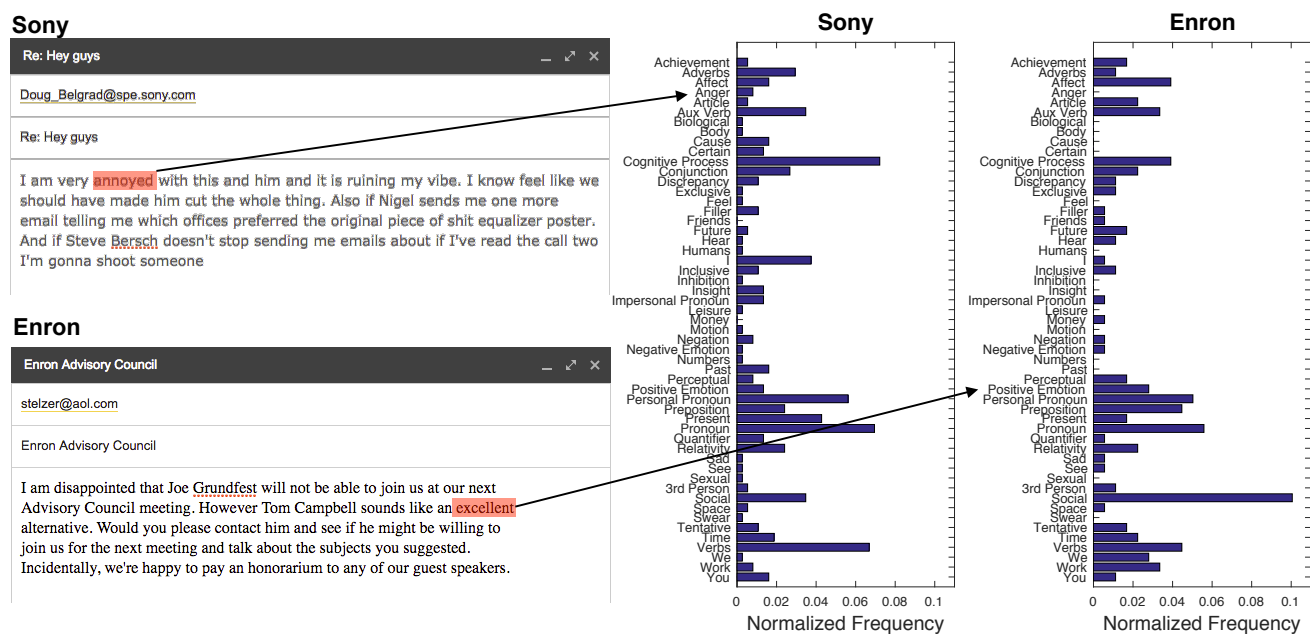 Sony
Re: Hey guys
Doug_Belgrad@spe.sony.com
Re: Hey guys
I am very annoyed with this and him and it is ruining my vibe. I know feel like we
should have made him cut the whole thing. Also if Nigel sends me one more
email telling me which offices preferred the original piece of shit equalizer poster.
And if Steve Bersch doesn't stop sending me emails about if I've read the call two
I'm gonna shoot someone
Enron
Enron Advisory Council
stelzer@aol.com
Enron Advisory Council
I am disappointed that Joe Grundfest will not be able to join us at our next
Advisory Council meeting. However Tom Campbell sounds like an excellent
alternative. Would you please contact him and see if he might be willing to
join us for the next meeting and talk about the subjects you suggested.
Incidentally, we're happy to pay an honorarium to any of our guest speakers.
Sony
Achievement
Adverbs
Affect
Anger
Article
Aux Verb
Biological
Body
Cause
Certain
Cognitive Process
Conjunction
Discrepancy
Exclusive
Feel
Filler
Friends
Future
Hear
Humans
I
Inclusive
Inhibition
Insight
Impersonal Pronoun
Leisure
Money
Motion
Negation
Negative Emotion
Numbers
Past
Perceptual
Positive Emotion
Personal Pronoun
Preposition
Present
Pronoun
Quantifier
Relativity
Sad
See
Sexual
3rd Person
Social
Space
Swear
Tentative
Time
Verbs
We
Work
You
0 0.02 0.04 0.06 0.08 0.1
Normalized Frequency
Enron
Achievement
Adverbs
Affect
Anger
Article
Aux Verb
Biological
Body
Cause
Certain
Cognitive Process
Conjunction
Discrepancy
Exclusive
Feel
Filler
Friends
Future
Hear
Humans
I
Inclusive
Inhibition
Insight
Impersonal Pronoun
Leisure
Money
Motion
Negation
Negative Emotion
Numbers
Past
Perceptual
Positive Emotion
Personal Pronoun
Preposition
Present
Pronoun
Quantifier
Relativity
Sad
See
Sexual
3rd Person
Social
Space
Swear
Tentative
Time
Verbs
We
Work
You
0 0.02 0.04 0.06 0.08 0.1
Normalized Frequency